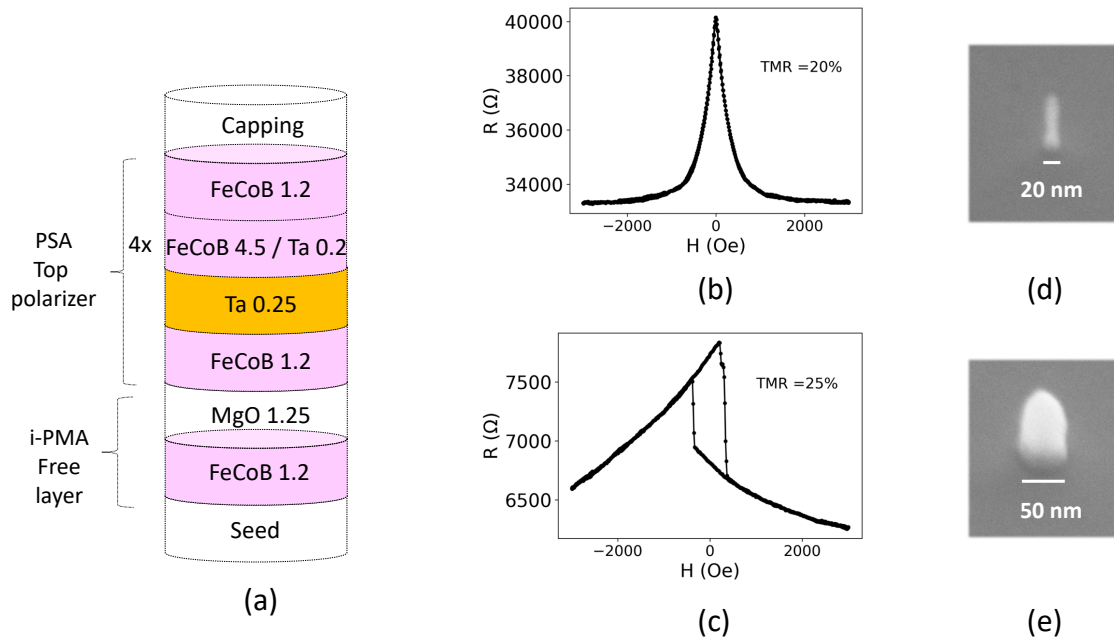 Capping
FeCoB 1.2
FeCoB 4.5 / Ta 0.2
Ta 0.25
FeCoB 1.2
MgO 1.25
FeCoB 1.2
Seed
PSA
Top
polarizer
4x
i-PMA
Free
layer
(a)
40000
38000
36000
34000
R (Ω)
TMR =20%
−2000
0
2000
H (Oe)
(b)
7500
7000
6500
R (Ω)
TMR =25%
−2000
0
2000
H (Oe)
(c)
20 nm
(d)
50 nm
(e)